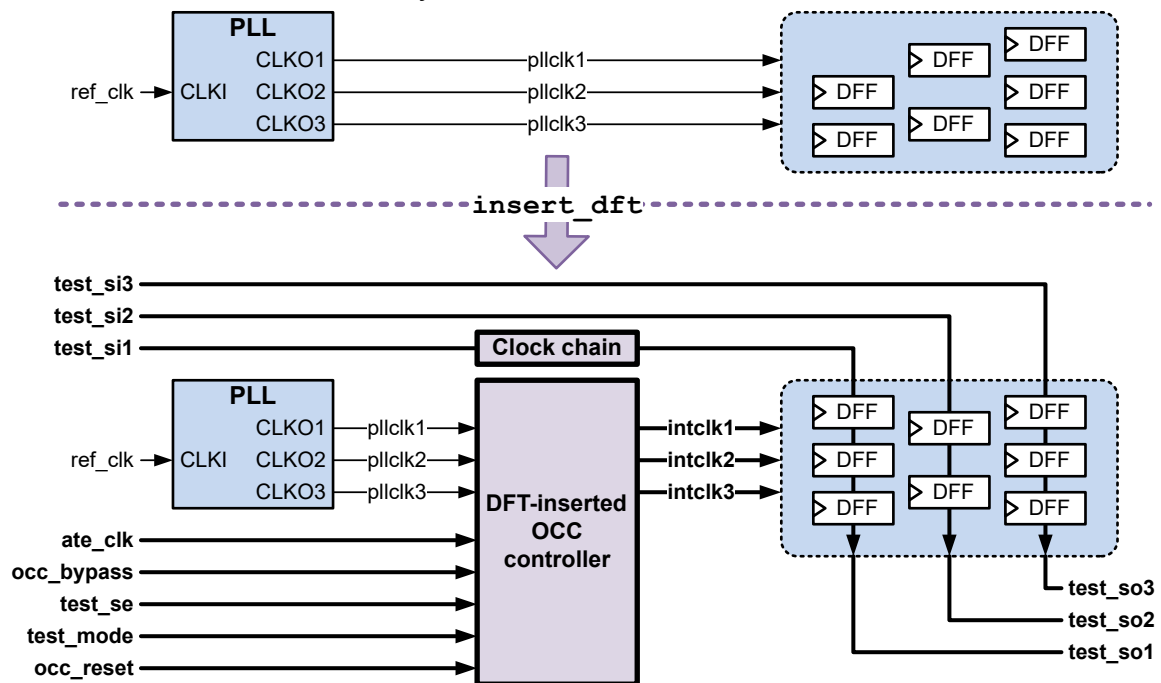 PLL
CLKO1
ref_clk CLKI CLKO2
CLKO3
pllclk1
pllclk2
pllclk3
DFF
DFF
DFF
DFF
DFF
DFF
DFF
DFF
insert_dft
test_si3
test_si2
test_si1
Clock chain
PLL
CLKO1
ref_clk CLKI CLKO2
CLKO3
pllclk1
pllclk2
pllclk3
ate_clk
occ_bypass
test_se
test_mode
occ_reset
DFT-inserted
OCC
controller
intclk1
intclk2
intclk3
DFF
DFF
DFF
DFF
DFF
DFF
DFF
DFF
test_so3
test_so2
test_so1